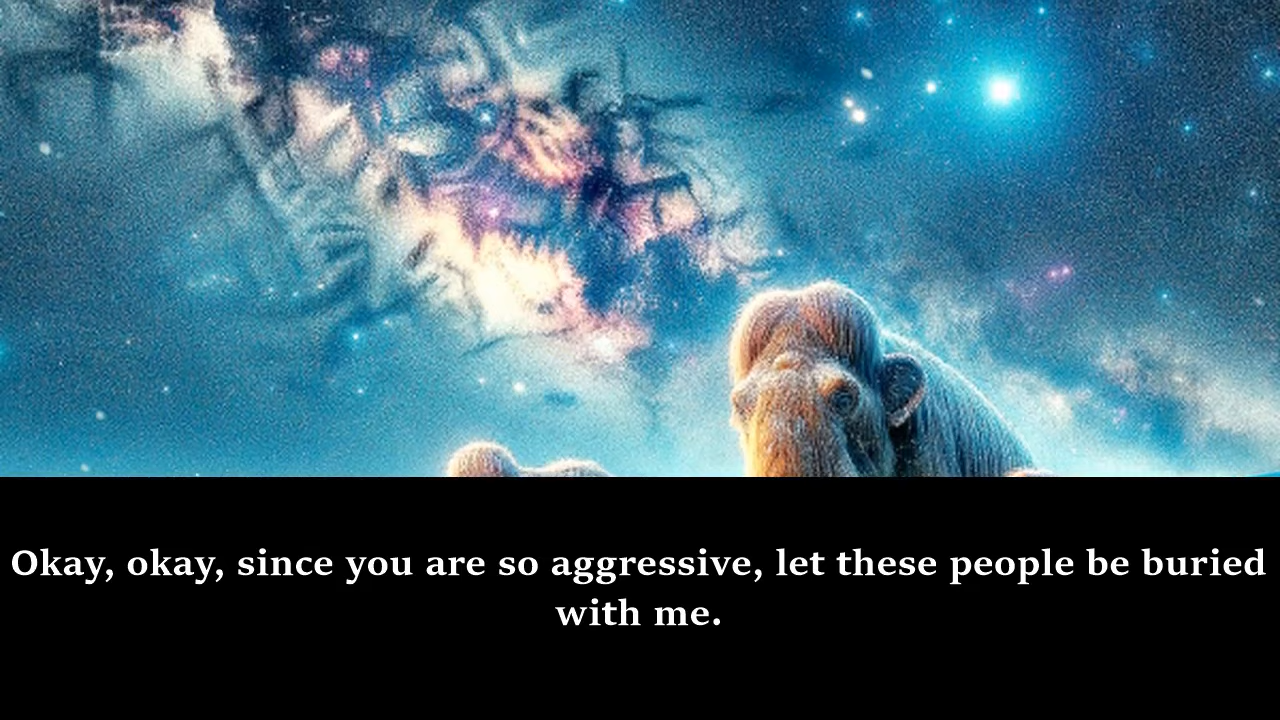 Okay, okay, since you are so aggressive, let these people be buried
with me.